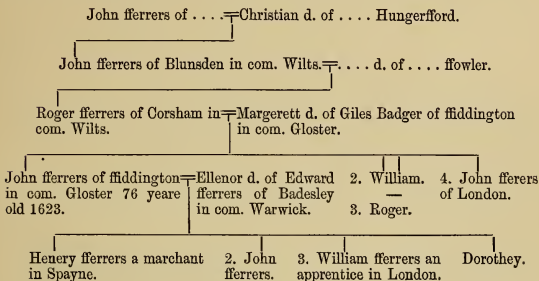 John fferrers of . . . . Christian d. of . . . . Hungerfford.
John fferrers of Blunsden in com. Wilts. . . . . d. of . . . . ffowler.
Roger fferrers of Corsham in Margerett d. of Giles Badger of ffiddington
com. Wilts. in com. Gloster.
John fferrers of ffiddington Ellenor d. of Edward 2. William. 4. John fferers
in com. Gloster 76 yeare fferrers of Badesley — of London.
old 1623. in com. Warwick. 3. Roger.
Henery fferrers a marchant 2. John 3. William fferrers an Dorothey.
in Spayne. fferrers. apprentice in London.